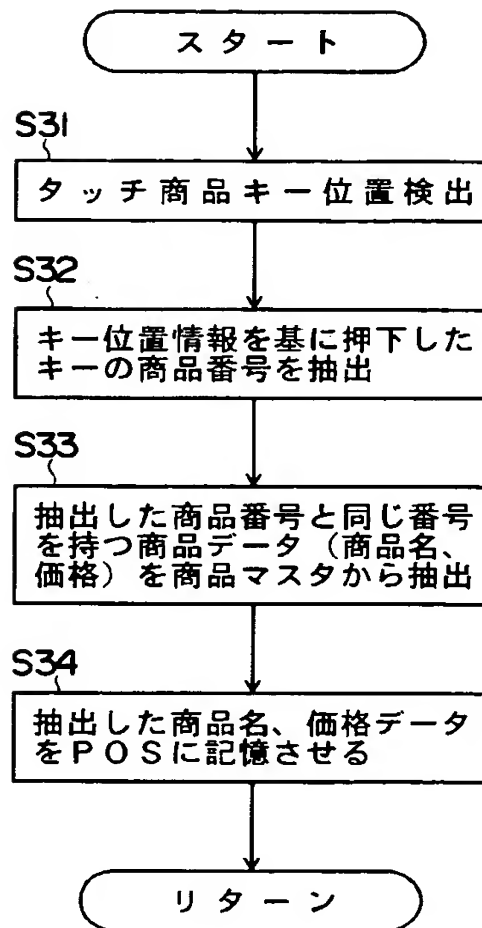 スタート
S31
タッチ商品キー位置検出
S32
キー位置情報を基に押下した
キーの商品番号を抽出
S33
抽出した商品番号と同じ番号
を持つ商品データ（商品名、
価格）を商品マスタから抽出
S34
抽出した商品名、価格データ
をＰＯＳに記憶させる
リターン